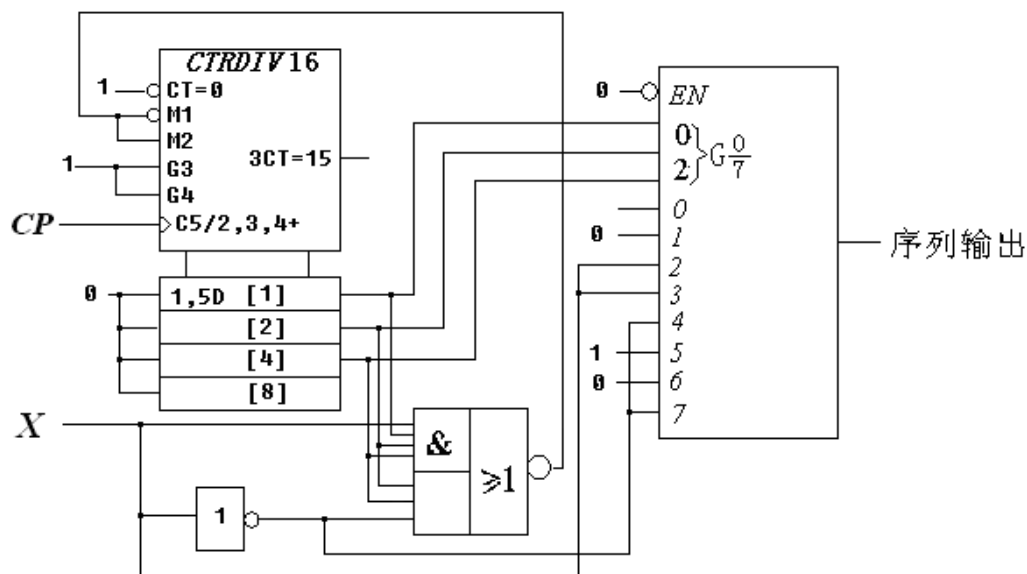 CTRDIV16
1
CT=0
M1
M2
1
G3
G4
3CT=15
CP
C5/2,3,4+
0
1,5D [1]
[2]
[4]
[8]
X
&
≥1
1
0
EN
0
2
G 0/7
0
0
1
2
3
4
1
5
0
6
7
序列输出